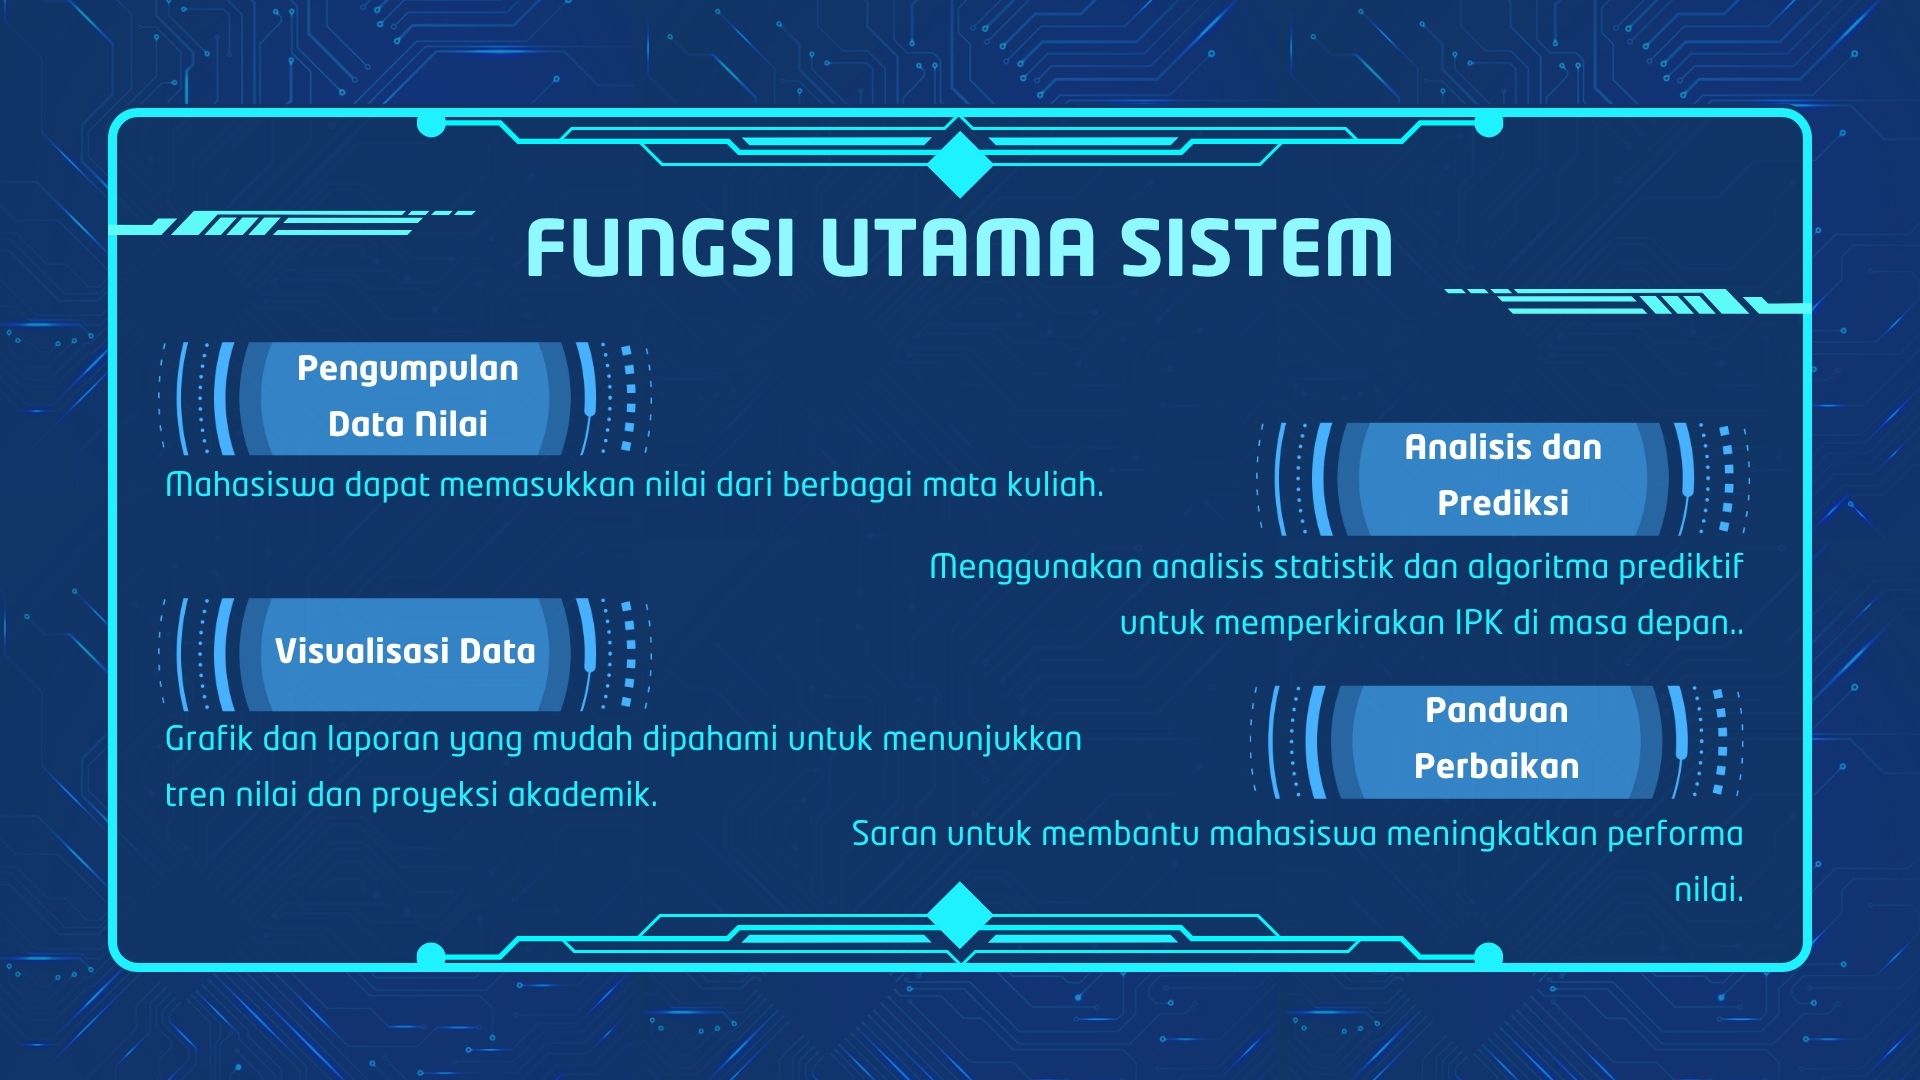 FUNGSI UTAMA SISTEM
Pengumpulan
Data Nilai
Mahasiswa dapat memasukkan nilai dari berbagai mata kuliah.
Analisis dan
Prediksi
Menggunakan analisis statistik dan algoritma prediktif
untuk memperkirakan IPK di masa depan..
Visualisasi Data
Grafik dan laporan yang mudah dipahami untuk menunjukkan
tren nilai dan proyeksi akademik.
Panduan
Perbaikan
Saran untuk membantu mahasiswa meningkatkan performa
nilai.